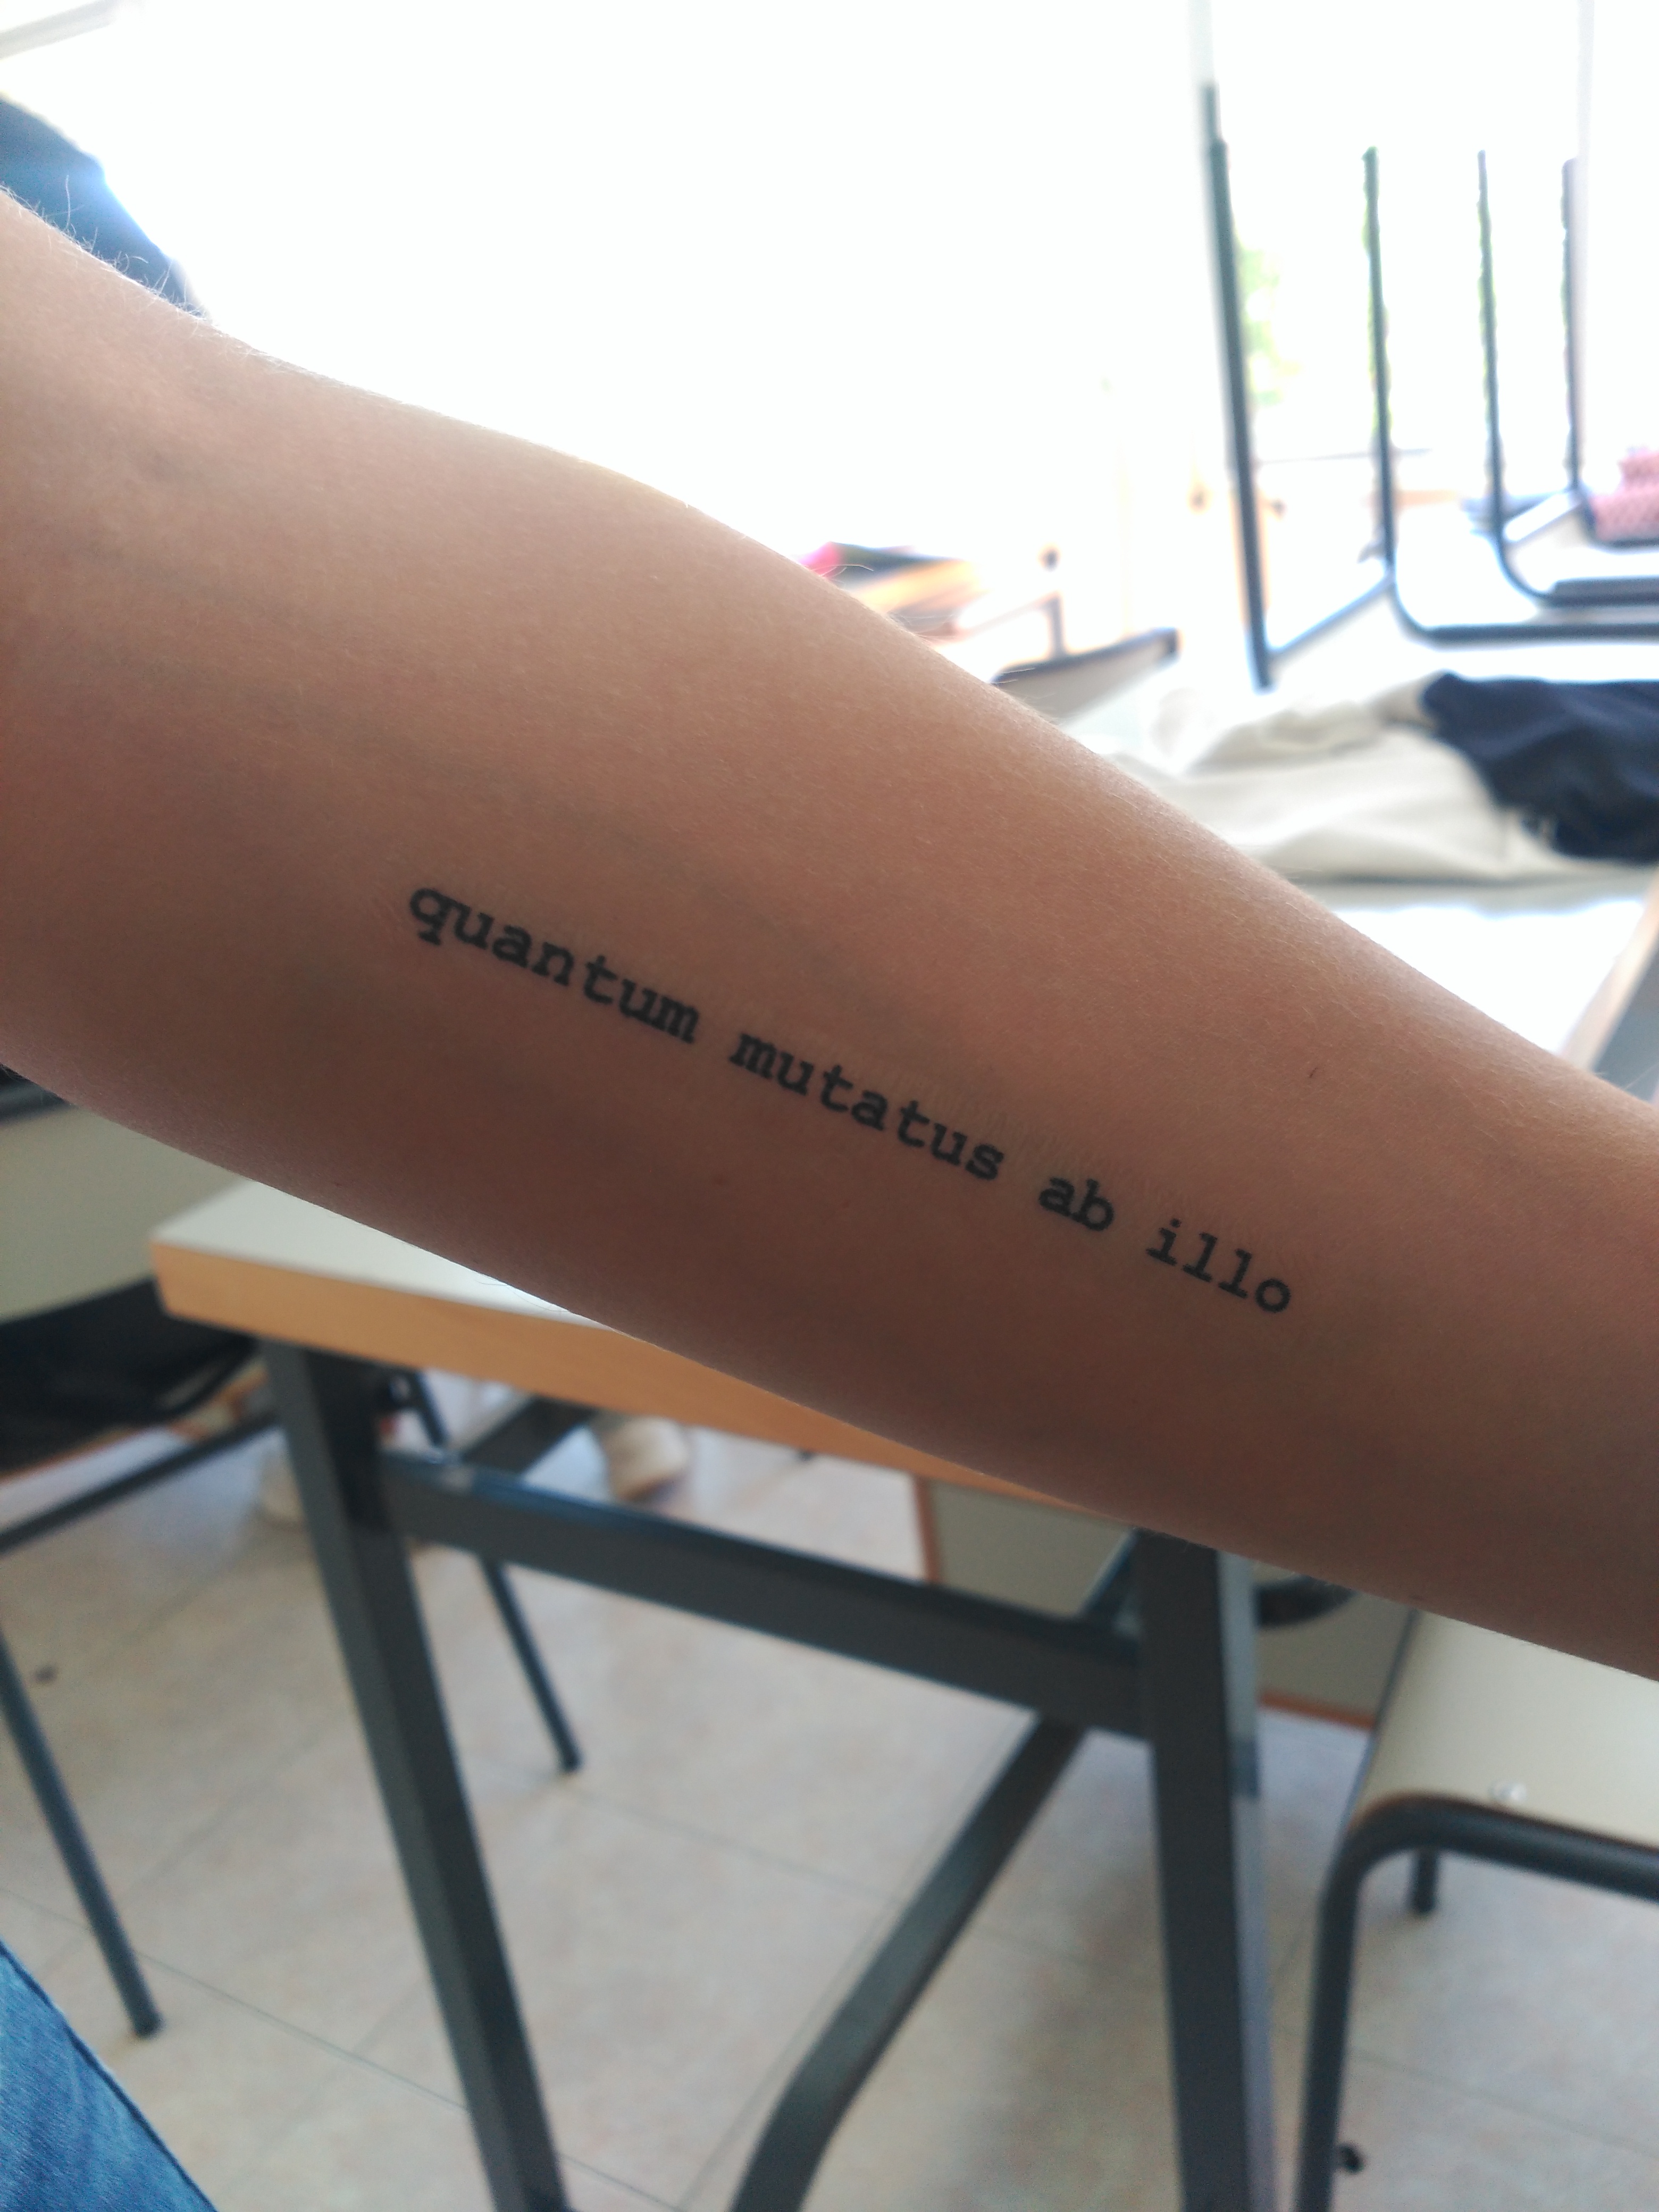 quantum mutatus ab illo